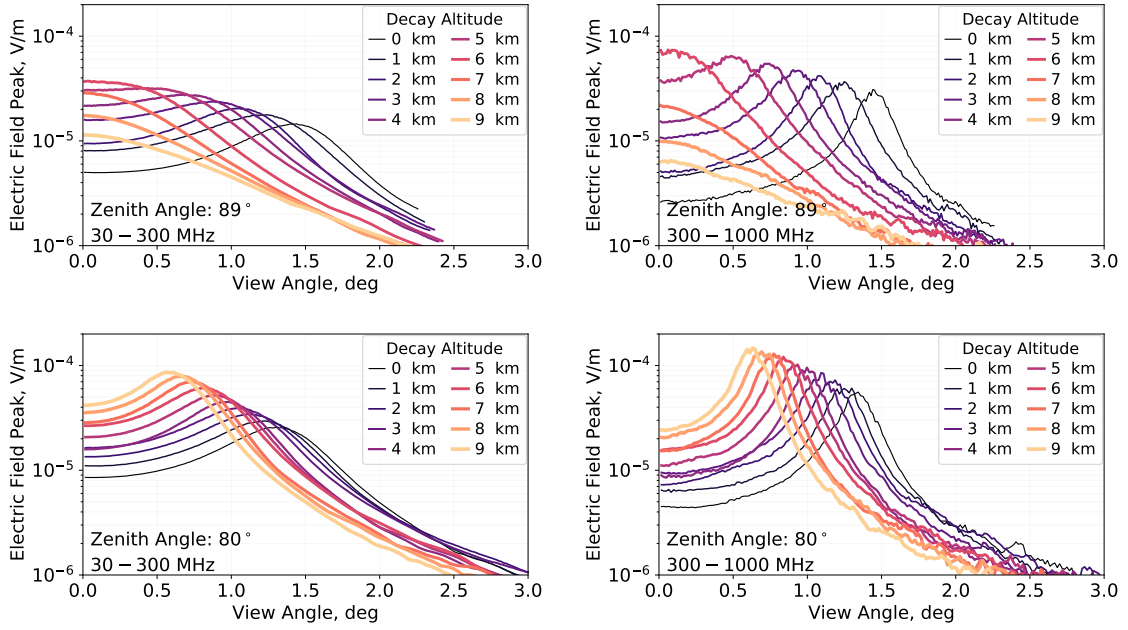 Electric Field Peak, V/m
10⁻⁴
10⁻⁵
10⁻⁶
Decay Altitude
0 km 5 km
1 km 6 km
2 km 7 km
3 km 8 km
4 km 9 km
Zenith Angle: 89°
30 − 300 MHz
0.0 0.5 1.0 1.5 2.0 2.5 3.0
View Angle, deg
Electric Field Peak, V/m
10⁻⁴
10⁻⁵
10⁻⁶
Decay Altitude
0 km 5 km
1 km 6 km
2 km 7 km
3 km 8 km
4 km 9 km
Zenith Angle: 89°
300 − 1000 MHz
0.0 0.5 1.0 1.5 2.0 2.5 3.0
View Angle, deg
Electric Field Peak, V/m
10⁻⁴
10⁻⁵
10⁻⁶
Decay Altitude
0 km 5 km
1 km 6 km
2 km 7 km
3 km 8 km
4 km 9 km
Zenith Angle: 80°
30 − 300 MHz
0.0 0.5 1.0 1.5 2.0 2.5 3.0
View Angle, deg
Electric Field Peak, V/m
10⁻⁴
10⁻⁵
10⁻⁶
Decay Altitude
0 km 5 km
1 km 6 km
2 km 7 km
3 km 8 km
4 km 9 km
Zenith Angle: 80°
300 − 1000 MHz
0.0 0.5 1.0 1.5 2.0 2.5 3.0
View Angle, deg